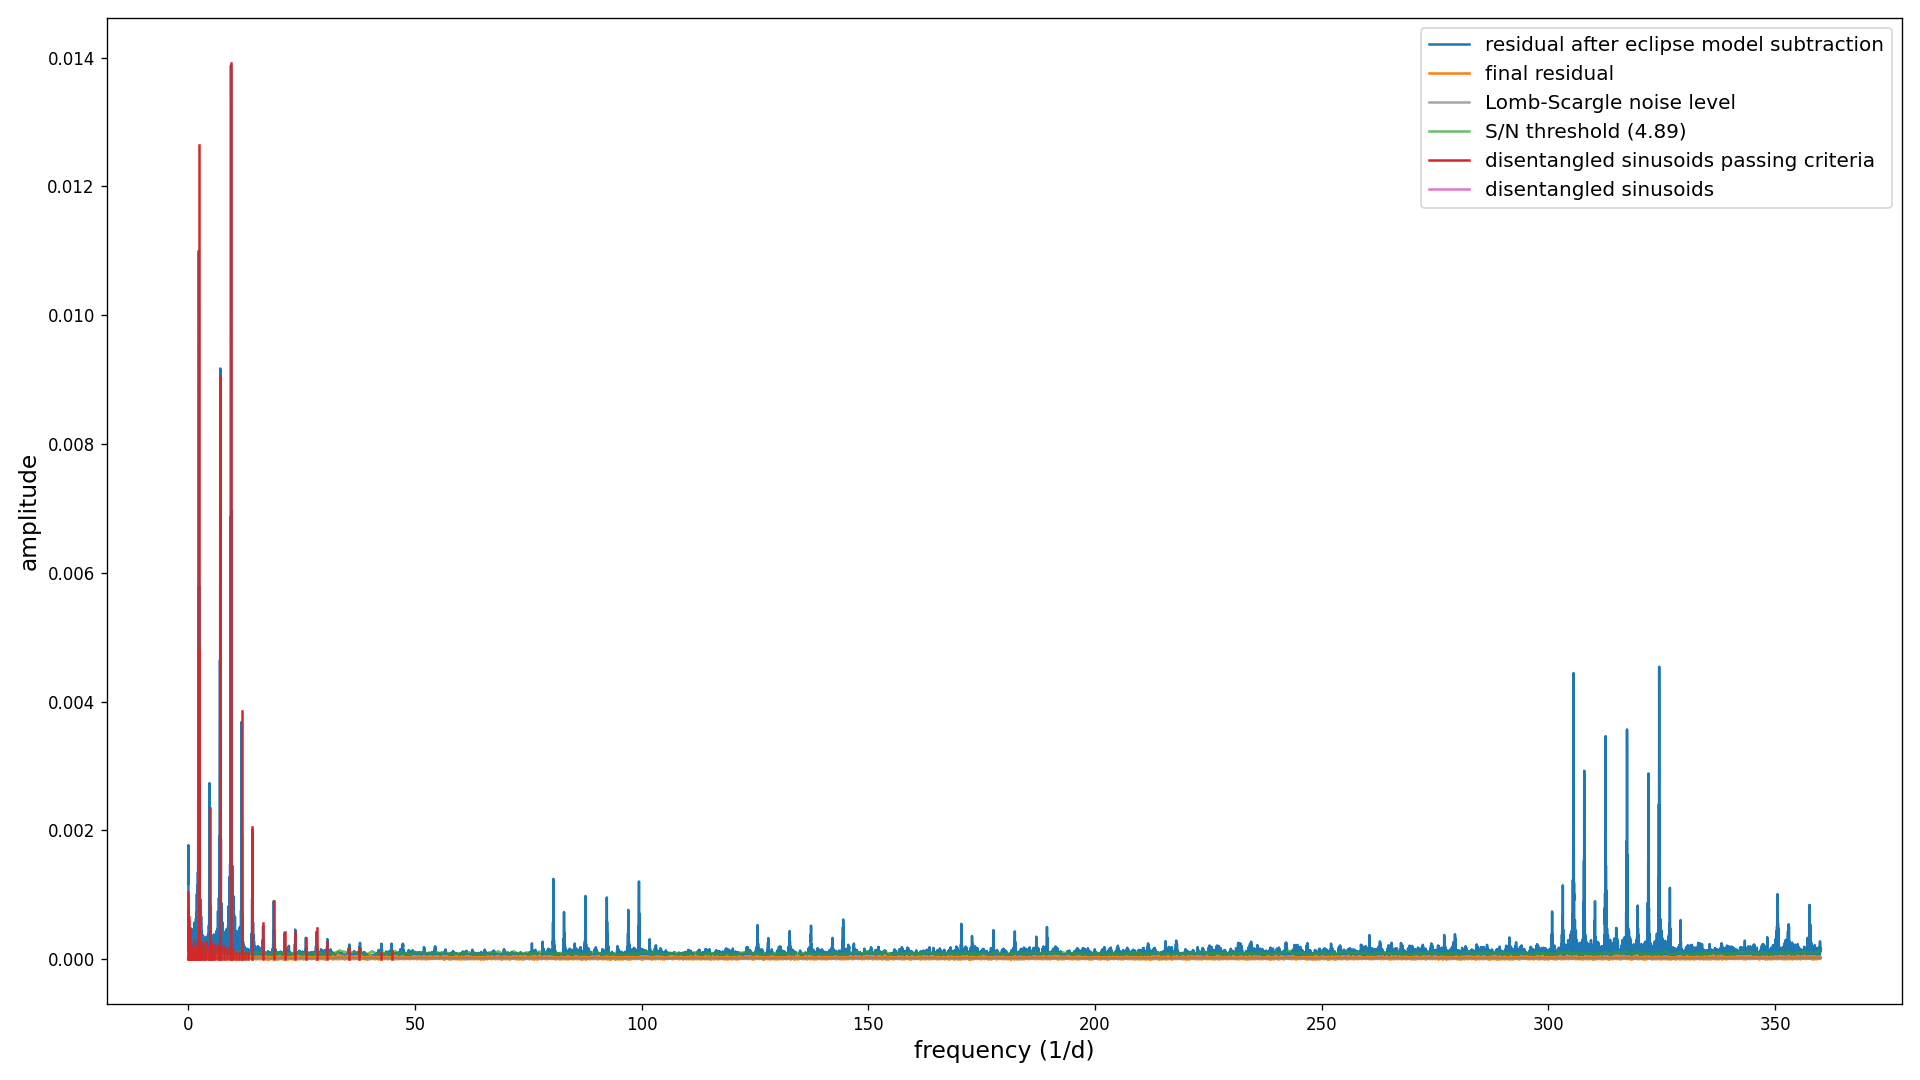 residual after eclipse model subtraction
final residual
Lomb-Scargle noise level
S/N threshold (4.89)
disentangled sinusoids passing criteria
disentangled sinusoids
0.014
0.012
0.010
0.008
0.006
0.004
0.002
0.000
amplitude
0 50 100 150 200 250 300 350
frequency (1/d)